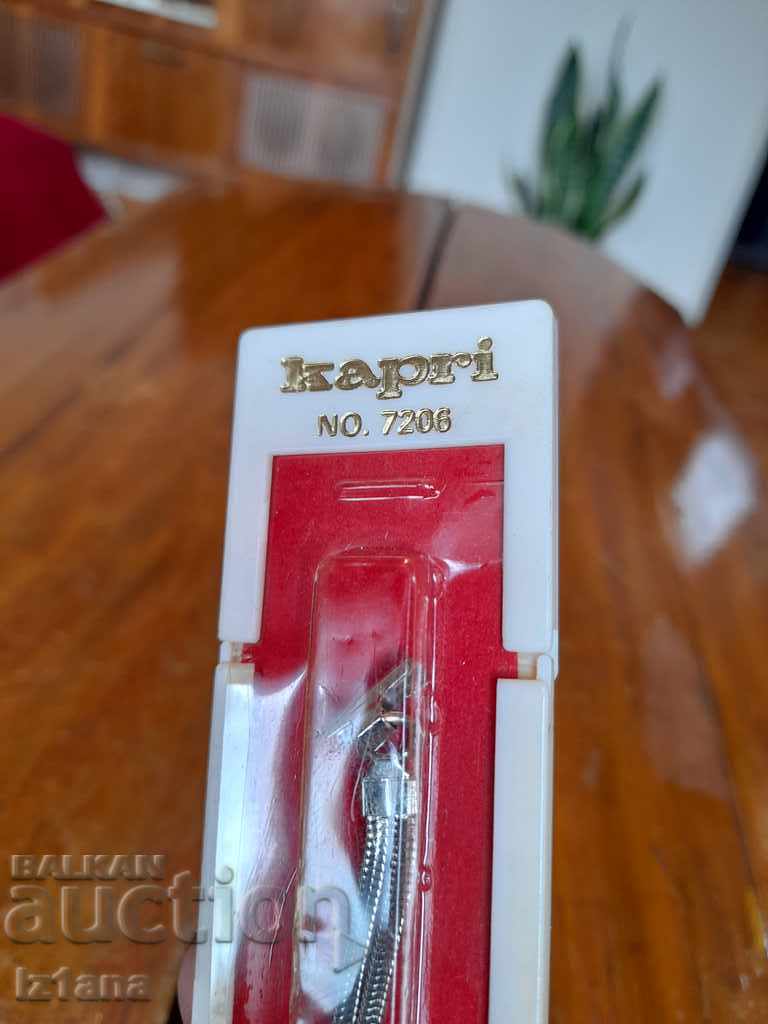 kapri
NO. 7206
BALKAN
auction
iz1ana